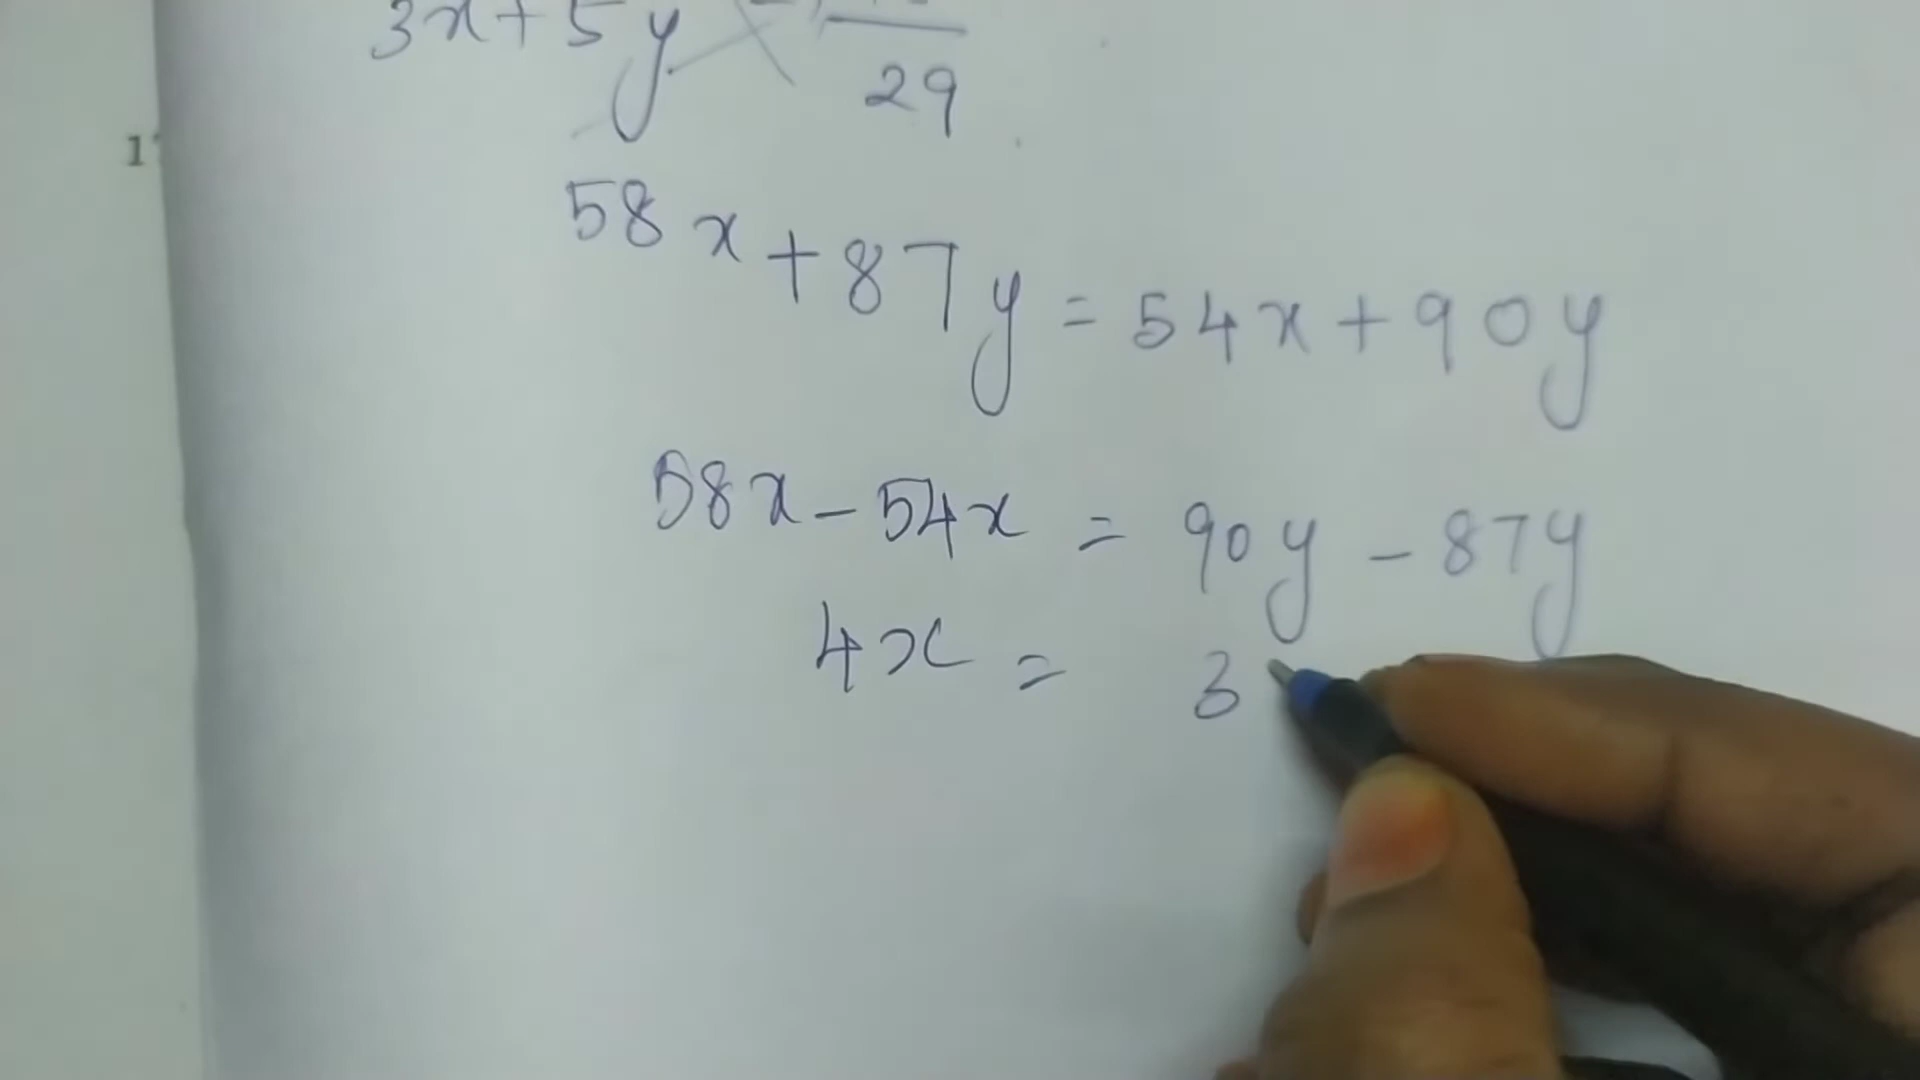 3x+5y
29
58x+87y=54x+90y
58x-54x = 90y-87y
4x = 3